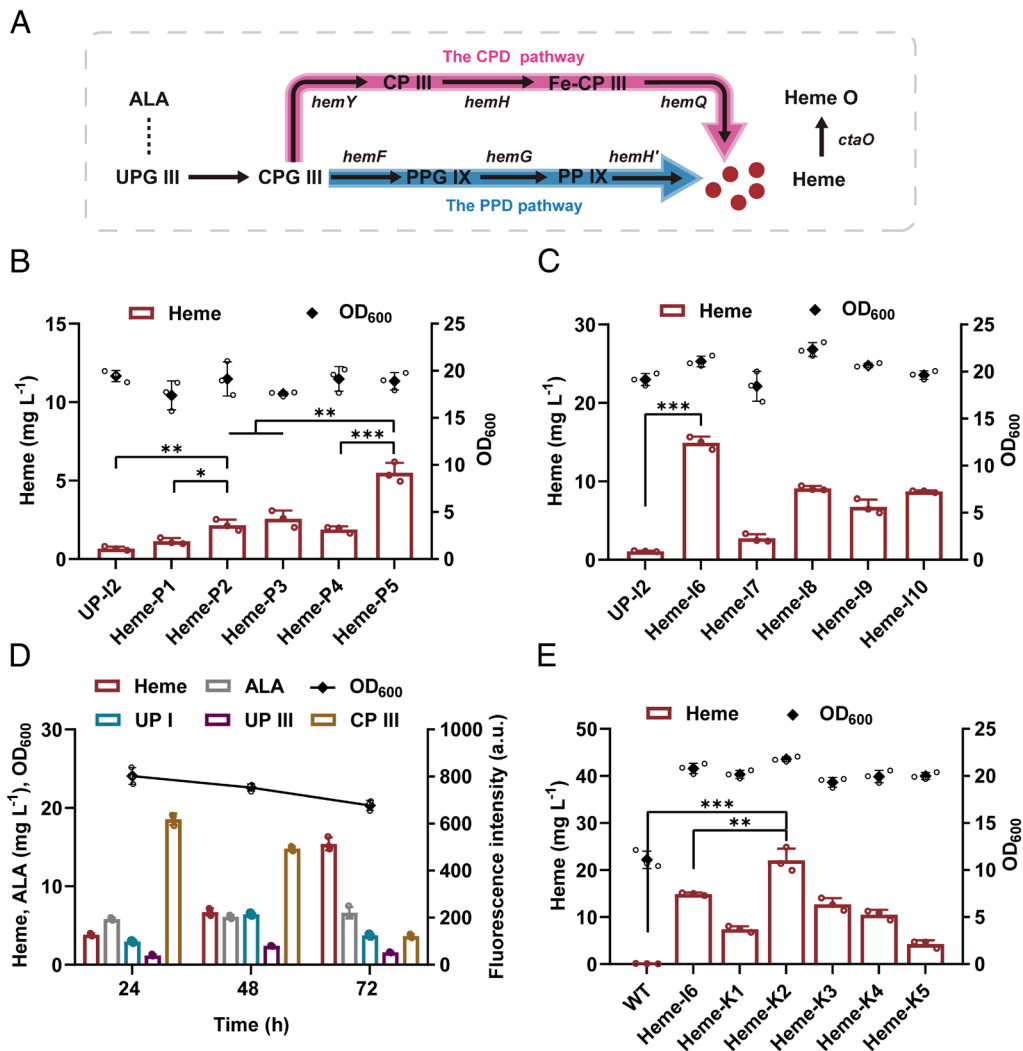 A
The CPD pathway
ALA
CP III
Fe-CP III
Heme O
hemY
hemH
hemQ
ctaO
hemF
hemG
hemH'
UPG III
CPG III
PPG IX
PP IX
Heme
The PPD pathway
B
Heme
OD600
15
10
5
0
Heme (mg L-1)
25
20
15
10
5
0
OD600
**
*
**
***
UP-I2
Heme-P1
Heme-P2
Heme-P3
Heme-P4
Heme-P5
C
Heme
OD600
30
20
10
0
Heme (mg L-1)
25
20
15
10
5
0
OD600
***
UP-I2
Heme-I6
Heme-I7
Heme-I8
Heme-I9
Heme-I10
D
Heme
ALA
OD600
UP I
UP III
CP III
30
20
10
0
Heme, ALA (mg L-1), OD600
1000
800
600
400
200
0
Fluorescence intensity (a.u.)
24
48
72
Time (h)
E
Heme
OD600
50
40
30
20
10
0
Heme (mg L-1)
25
20
15
10
5
0
OD600
***
**
WT
Heme-I6
Heme-K1
Heme-K2
Heme-K3
Heme-K4
Heme-K5